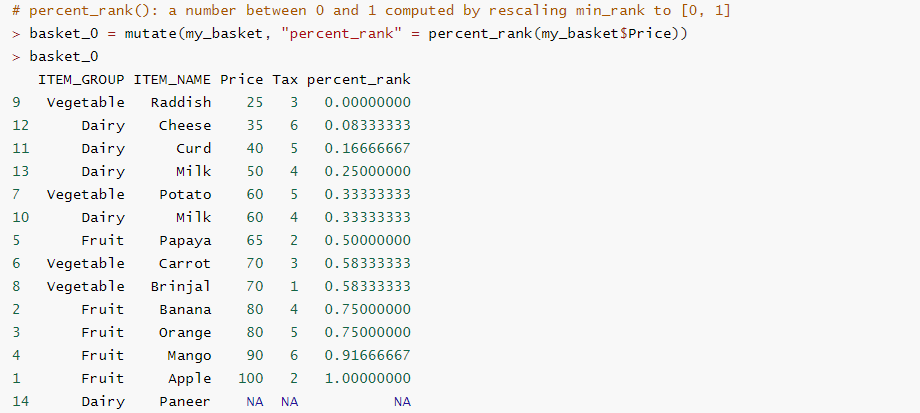 # percent_rank(): a number between 0 and 1 computed by rescaling min_rank to [0, 1]
> basket_0 = mutate(my_basket, "percent_rank" = percent_rank(my_basket$Price))
> basket_0
ITEM_GROUP ITEM_NAME Price Tax percent_rank
9 Vegetable Raddish 25 3 0.00000000
12 Dairy Cheese 35 6 0.08333333
11 Dairy Curd 40 5 0.16666667
13 Dairy Milk 50 4 0.25000000
7 Vegetable Potato 60 5 0.33333333
10 Dairy Milk 60 4 0.33333333
5 Fruit Papaya 65 2 0.50000000
6 Vegetable Carrot 70 3 0.58333333
8 Vegetable Brinjal 70 1 0.58333333
2 Fruit Banana 80 4 0.75000000
3 Fruit Orange 80 5 0.75000000
4 Fruit Mango 90 6 0.91666667
1 Fruit Apple 100 2 1.00000000
14 Dairy Paneer NA NA NA